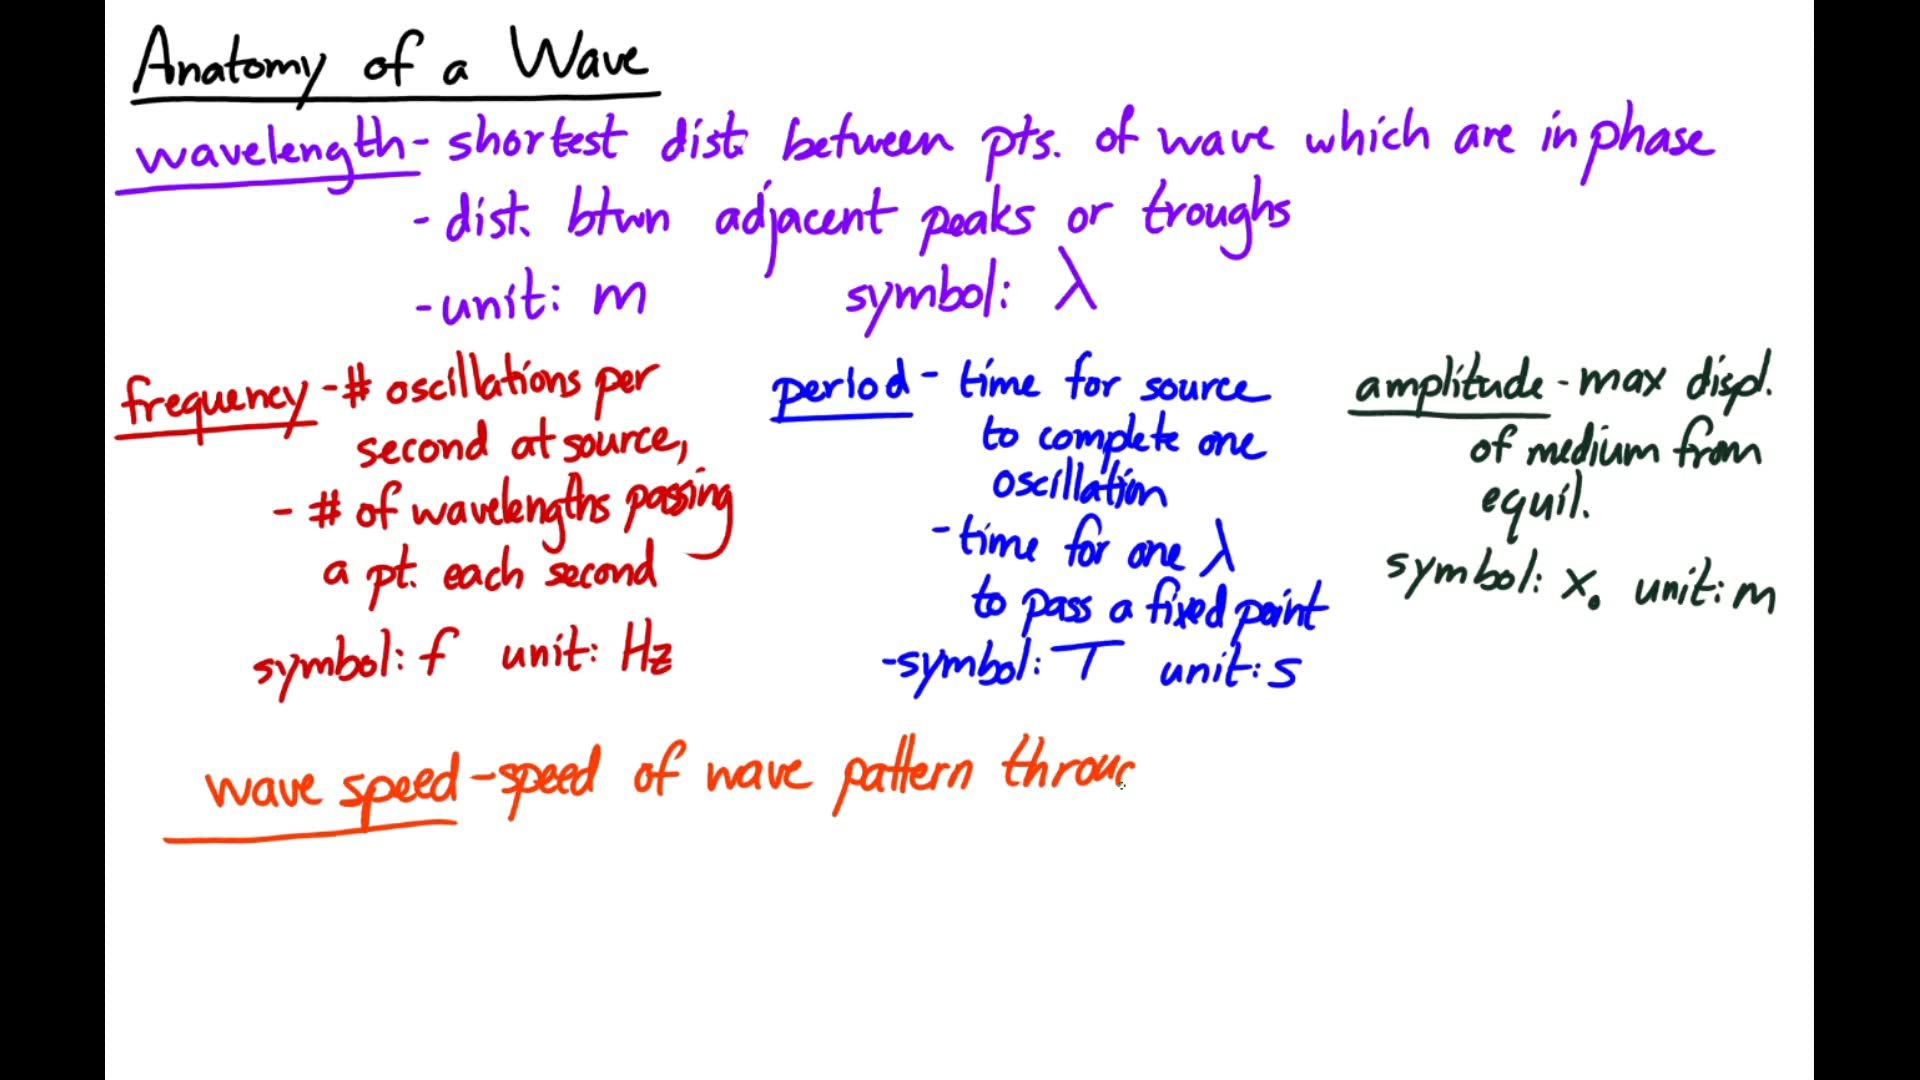 Anatomy of a Wave
wavelength - shortest dist. between pts. of wave which are in phase
- dist. btwn adjacent peaks or troughs
- unit: m symbol: λ
frequency - # oscillations per
second at source,
- # of wavelengths passing
a pt. each second
symbol: f unit: Hz
period - time for source
to complete one
oscillation
- time for one λ
to pass a fixed point
- symbol: T unit: s
amplitude - max displ.
of medium from
equil.
symbol: x₀ unit: m
wave speed - speed of wave pattern throug